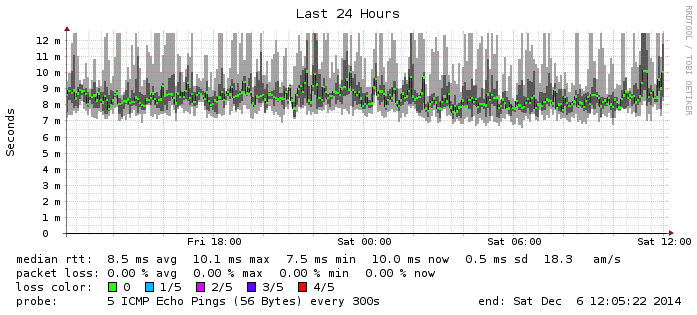 Last 24 Hours
RRDTOOL / TOBI OETIKER
Seconds
12 m
11 m
10 m
9 m
8 m
7 m
6 m
5 m
4 m
3 m
2 m
1 m
0
Fri 18:00 Sat 00:00 Sat 06:00 Sat 12:00
median rtt: 8.5 ms avg 10.1 ms max 7.5 ms min 10.0 ms now 0.5 ms sd 18.3 am/s
packet loss: 0.00 % avg 0.00 % max 0.00 % min 0.00 % now
loss color: 0 1/5 2/5 3/5 4/5
probe: 5 ICMP Echo Pings (56 Bytes) every 300s end: Sat Dec 6 12:05:22 2014